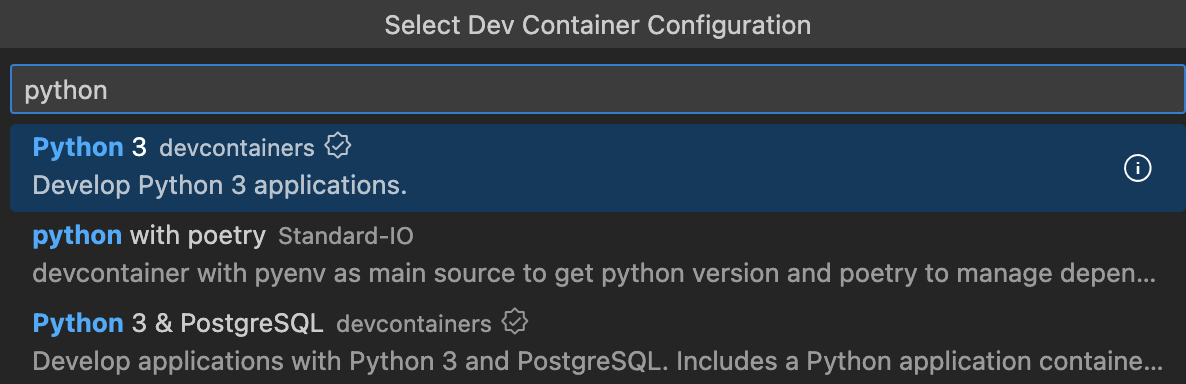 Select Dev Container Configuration
python
Python 3 devcontainers
Develop Python 3 applications.
python with poetry Standard-IO
devcontainer with pyenv as main source to get python version and poetry to manage depen...
Python 3 & PostgreSQL devcontainers
Develop applications with Python 3 and PostgreSQL. Includes a Python application containe...